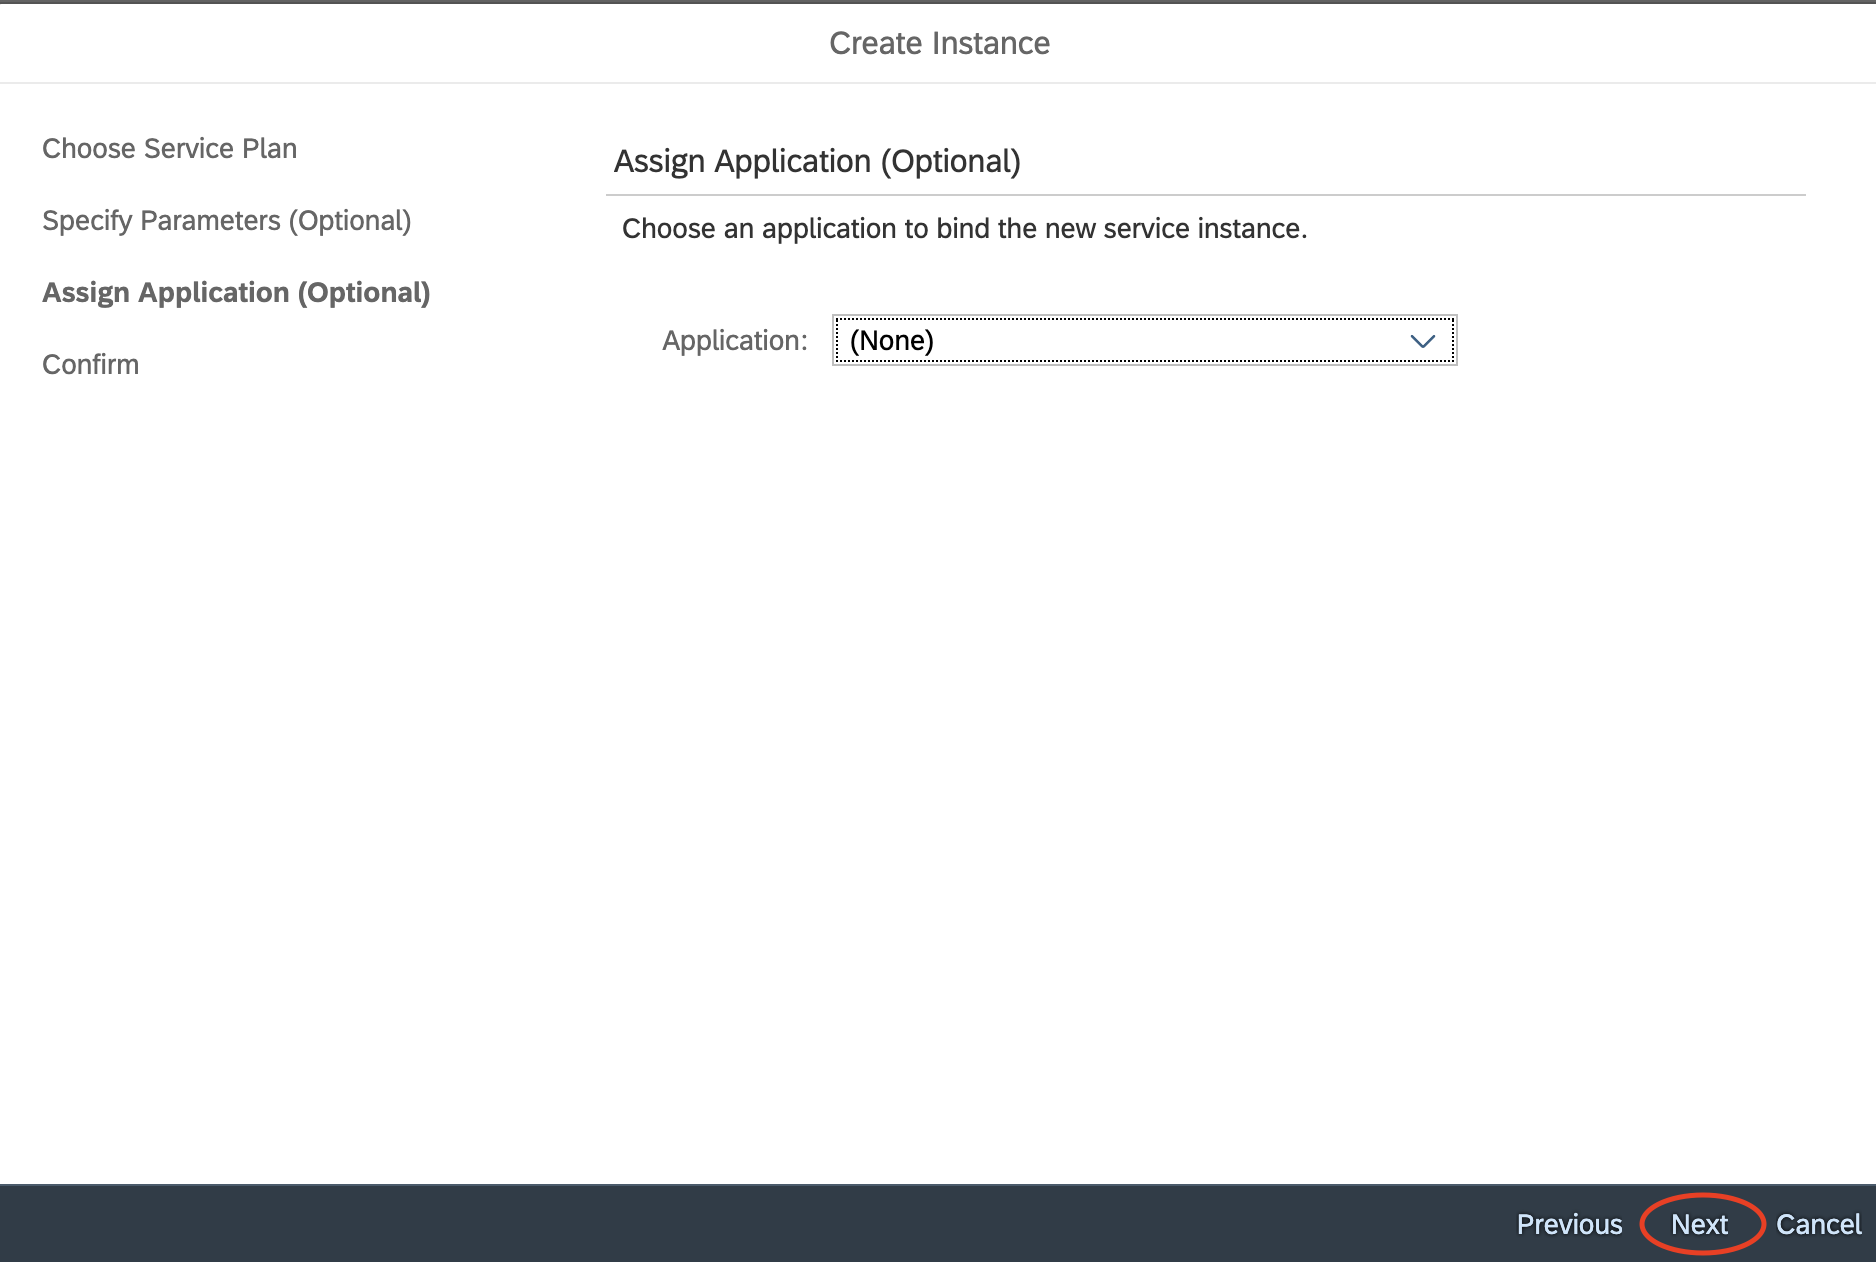 Create Instance
Choose Service Plan
Specify Parameters (Optional)
Assign Application (Optional)
Confirm
Assign Application (Optional)
Choose an application to bind the new service instance.
Application: (None)
Previous Next Cancel